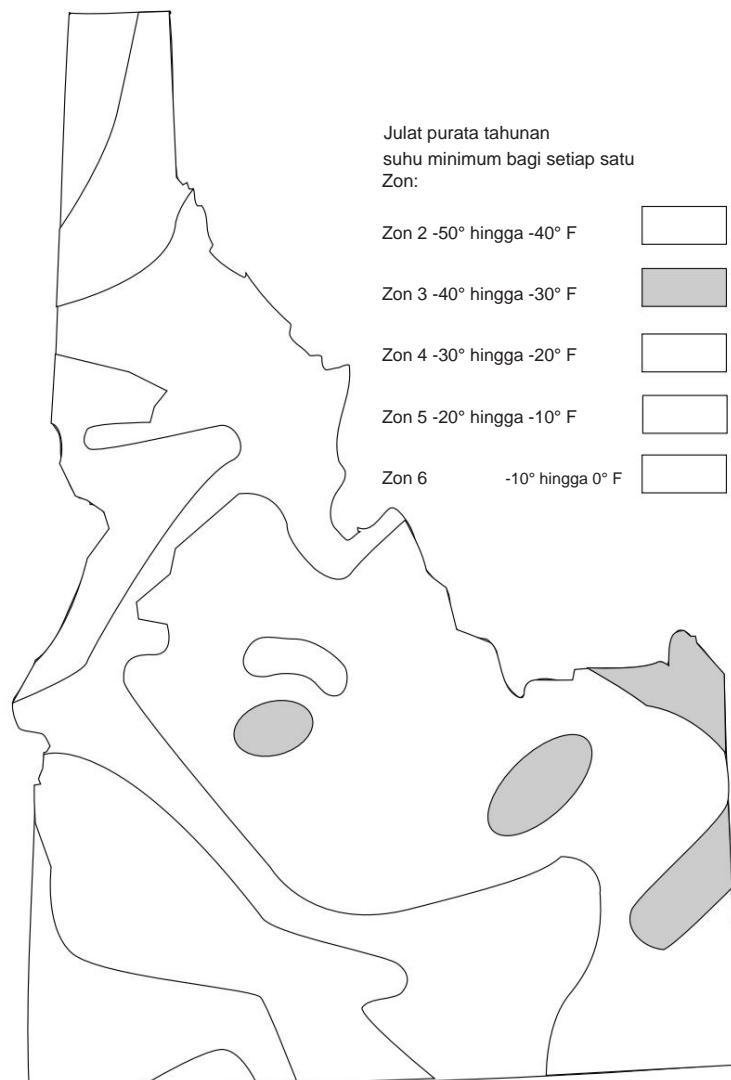 Julat purata tahunan
suhu minimum bagi setiap satu
Zon:
Zon 2 -50° hingga -40° F
Zon 3 -40° hingga -30° F
Zon 4 -30° hingga -20° F
Zon 5 -20° hingga -10° F
Zon 6 -10° hingga 0° F